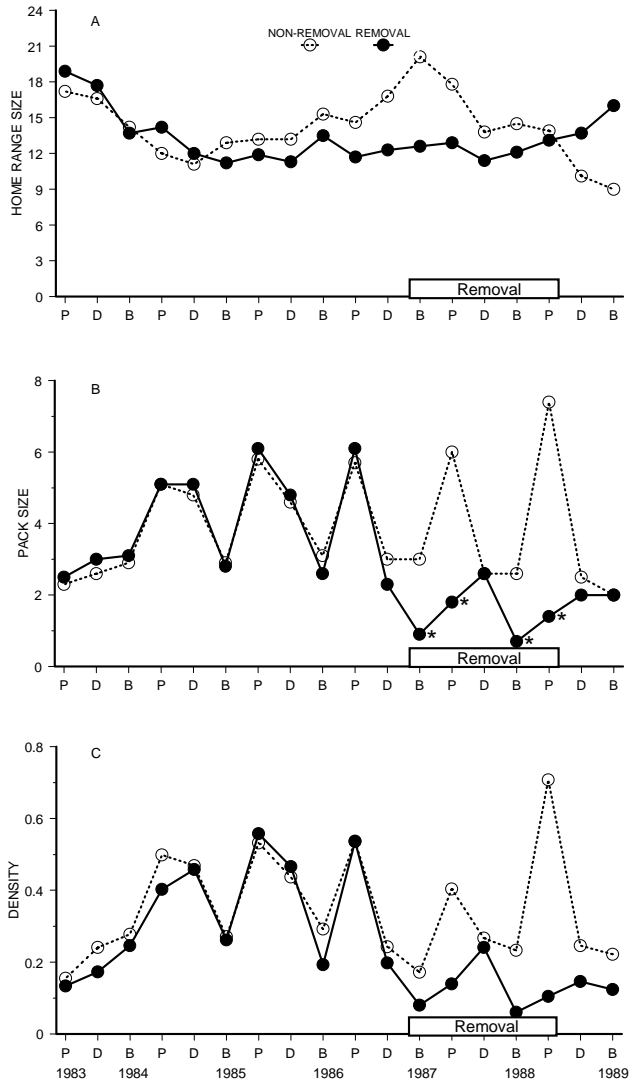 A
NON-REMOVAL REMOVAL
HOME RANGE SIZE
24
21
18
15
12
9
6
3
0
Removal
P D B P D B P D B P D B P D B P D B
B
PACK SIZE
8
6
4
2
0
* * * *
Removal
P D B P D B P D B P D B P D B P D B
C
DENSITY
0.8
0.6
0.4
0.2
0
Removal
P D B P D B P D B P D B P D B P D B
1983 1984 1985 1986 1987 1988 1989